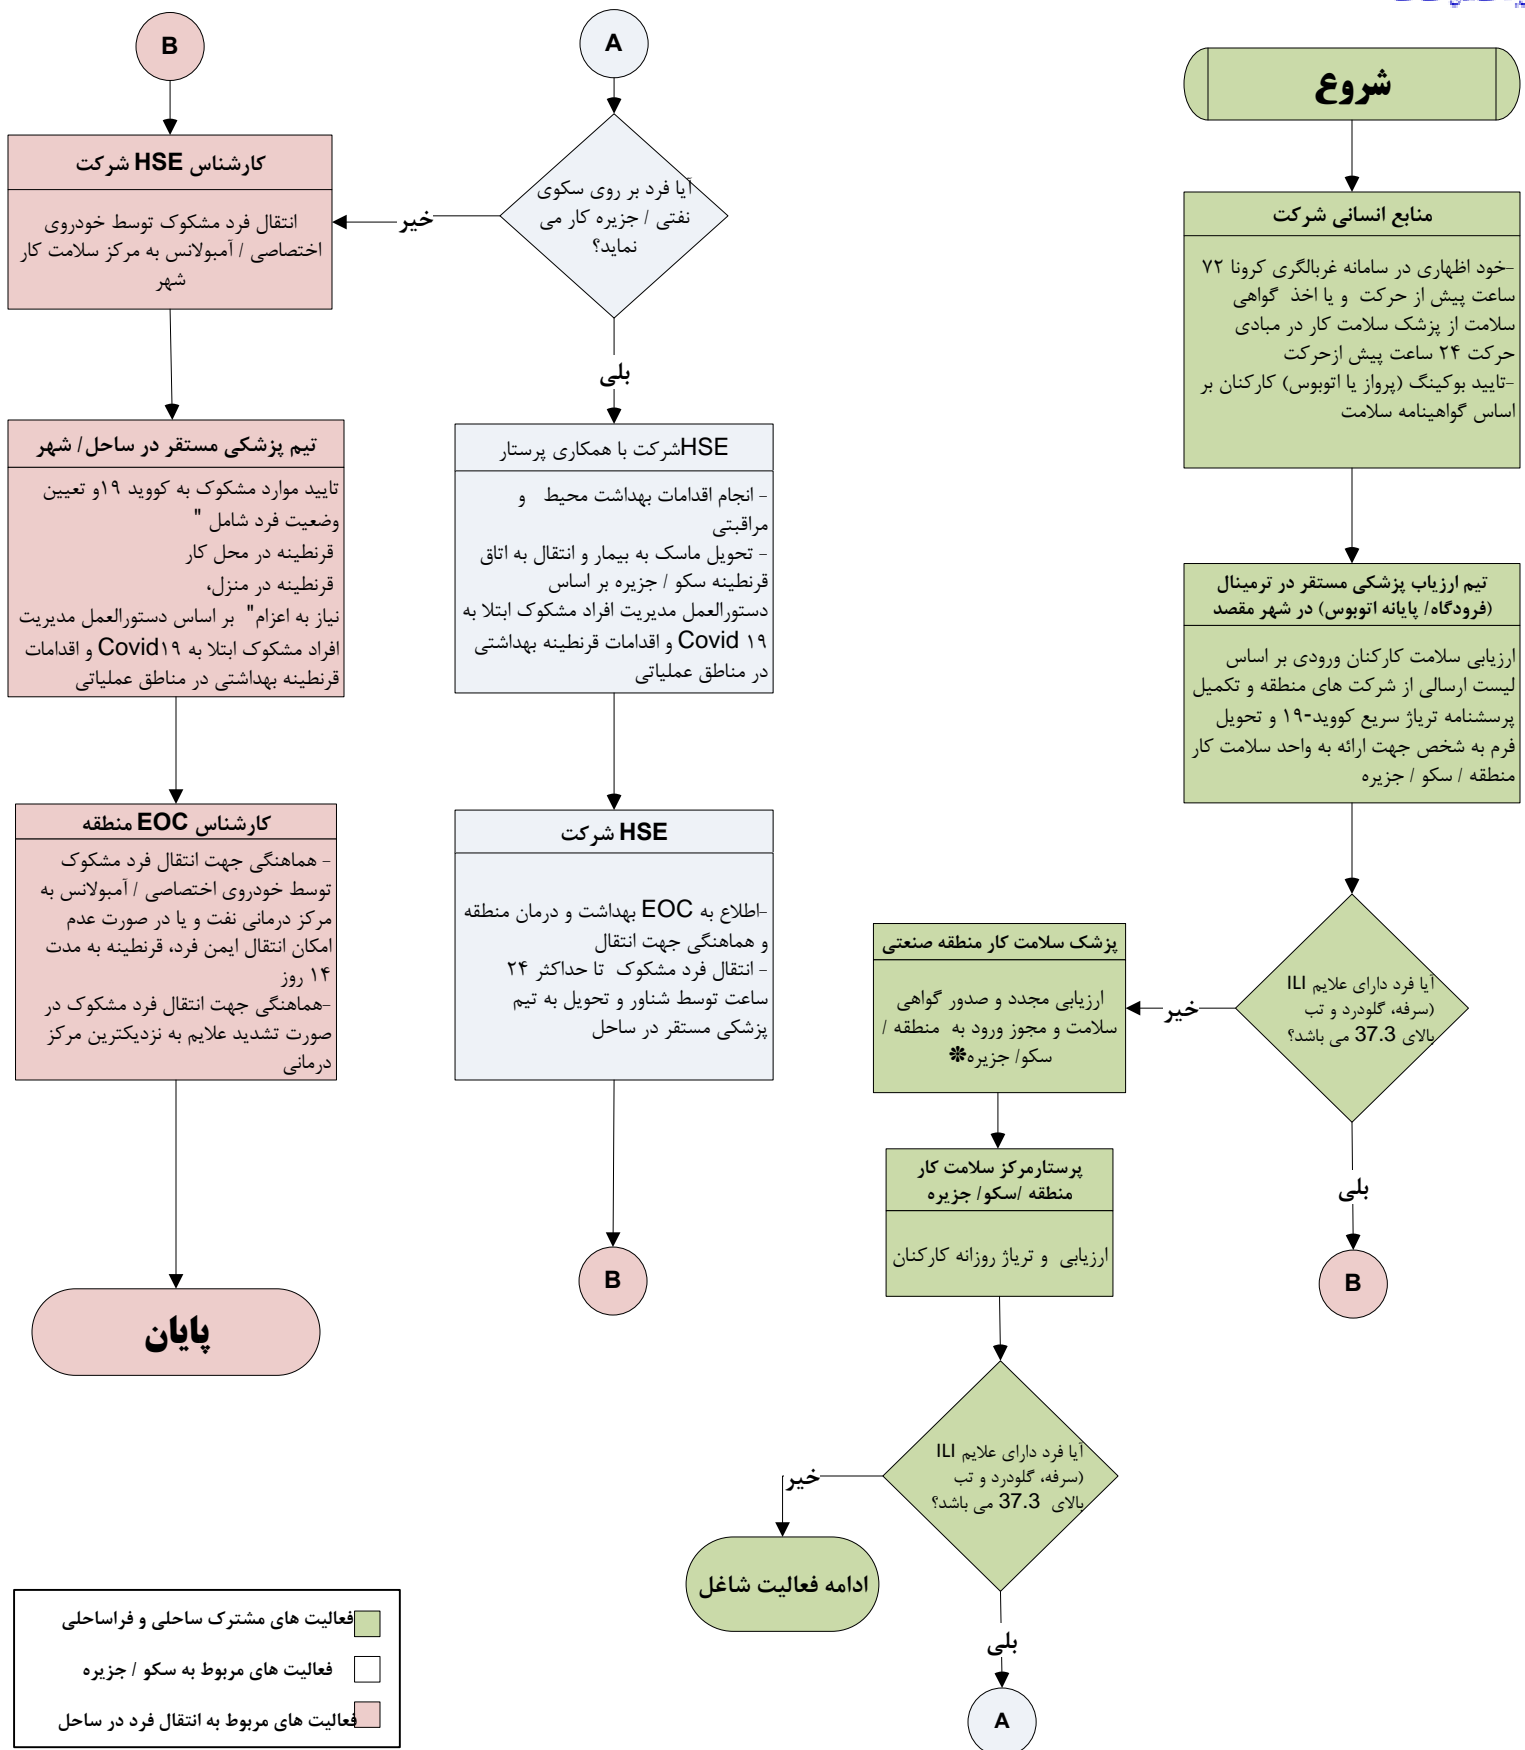 شروع
منابع انسانی شرکت
-خود اظهاری در سامانه غربالگری کرونا ۷۲
ساعت پیش از حرکت و یا اخذ گواهی
سلامت از پزشک سلامت کار در مبادی
حرکت ۲۴ ساعت پیش ازحرکت
-تایید بوکینگ (پرواز یا اتوبوس) کارکنان بر
اساس گواهینامه سلامت
تیم ارزیاب پزشکی مستقر در ترمینال
(فرودگاه/ پایانه اتوبوس) در شهر مقصد
ارزیابی سلامت کارکنان ورودی بر اساس
لیست ارسالی از شرکت های منطقه و تکمیل
پرسشنامه تریاژ سریع کووید-۱۹ و تحویل
فرم به شخص جهت ارائه به واحد سلامت کار
منطقه / سکو / جزیره
آیا فرد دارای علایم ILI
(سرفه، گلودرد و تب
بالای 37.3 می باشد؟
خیر
بلی
B
پزشک سلامت کار منطقه صنعتی
ارزیابی مجدد و صدور گواهی
سلامت و مجوز ورود به منطقه /
سکو/ جزیره✽
پرستارمرکز سلامت کار
منطقه /سکو/ جزیره
ارزیابی و تریاژ روزانه کارکنان
آیا فرد دارای علایم ILI
(سرفه، گلودرد و تب
بالای 37.3 می باشد؟
خیر
ادامه فعالیت شاغل
بلی
A
A
آیا فرد بر روی سکوی
نفتی / جزیره کار می
نماید؟
خیر
بلی
HSEشرکت با همکاری پرستار
- انجام اقدامات بهداشت محیط و
مراقبتی
- تحویل ماسک به بیمار و انتقال به اتاق
قرنطینه سکو / جزیره بر اساس
دستورالعمل مدیریت افراد مشکوک ابتلا به
Covid ۱۹ و اقدامات قرنطینه بهداشتی
در مناطق عملیاتی
HSE شرکت
-اطلاع به EOC بهداشت و درمان منطقه
و هماهنگی جهت انتقال
- انتقال فرد مشکوک تا حداکثر ۲۴
ساعت توسط شناور و تحویل به تیم
پزشکی مستقر در ساحل
B
B
کارشناس HSE شرکت
انتقال فرد مشکوک توسط خودروی
اختصاصی / آمبولانس به مرکز سلامت کار
شهر
تیم پزشکی مستقر در ساحل/ شهر
تایید موارد مشکوک به کووید ۱۹و تعیین
وضعیت فرد شامل "
قرنطینه در محل کار
قرنطینه در منزل،
نیاز به اعزام" بر اساس دستورالعمل مدیریت
افراد مشکوک ابتلا به Covid۱۹ و اقدامات
قرنطینه بهداشتی در مناطق عملیاتی
کارشناس EOC منطقه
- هماهنگی جهت انتقال فرد مشکوک
توسط خودروی اختصاصی / آمبولانس به
مرکز درمانی نفت و یا در صورت عدم
امکان انتقال ایمن فرد، قرنطینه به مدت
۱۴ روز
-هماهنگی جهت انتقال فرد مشکوک در
صورت تشدید علایم به نزدیکترین مرکز
درمانی
پایان
فعالیت های مشترک ساحلی و فراساحلی
فعالیت های مربوط به سکو / جزیره
فعالیت های مربوط به انتقال فرد در ساحل